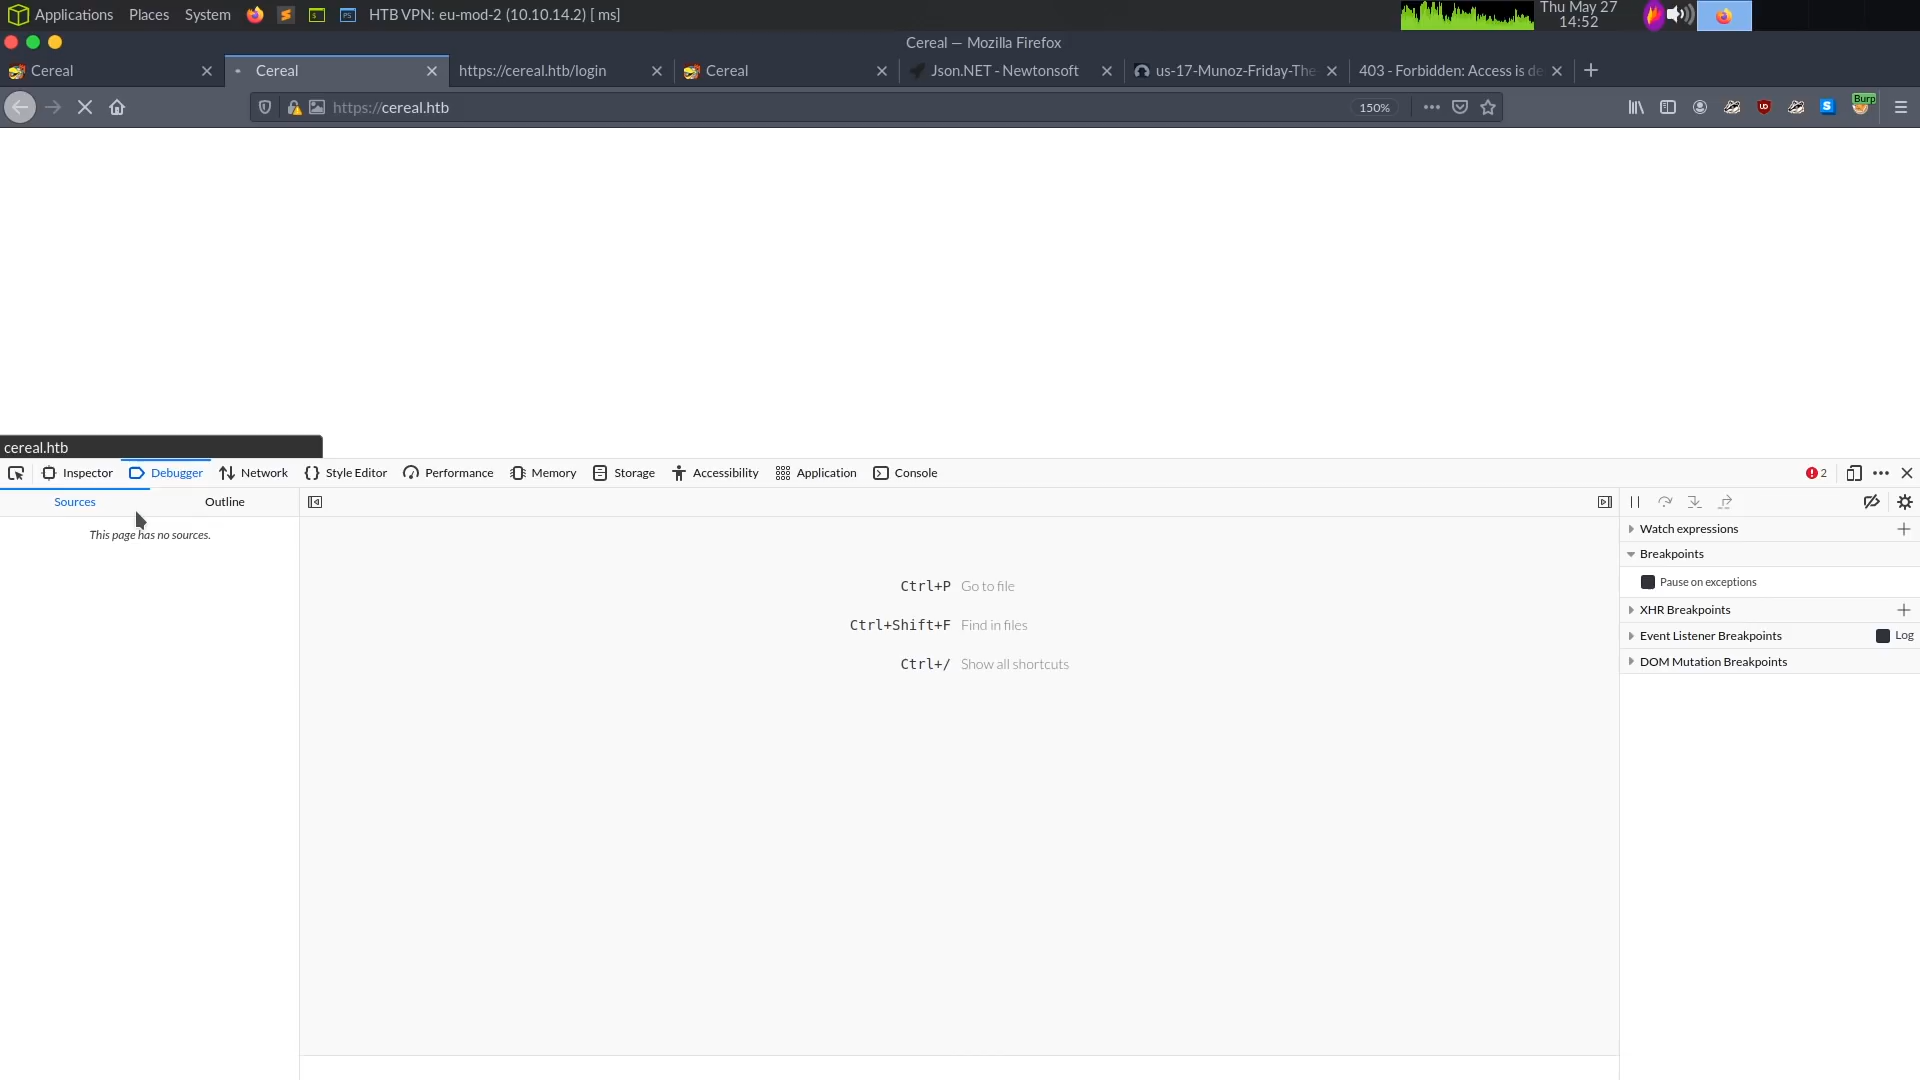 Applications Places System HTB VPN: eu-mod-2 (10.10.14.2) [ ms] Thu May 27
14:52
Cereal — Mozilla Firefox
Cereal Cereal https://cereal.htb/login Cereal Json.NET - Newtonsoft us-17-Munoz-Friday-The 403 - Forbidden: Access is de
https://cereal.htb 150% Burp
cereal.htb
Inspector Debugger Network Style Editor Performance Memory Storage Accessibility Application Console 2
Sources Outline
This page has no sources.
Ctrl+P Go to file
Ctrl+Shift+F Find in files
Ctrl+/ Show all shortcuts
Watch expressions
Breakpoints
Pause on exceptions
XHR Breakpoints
Event Listener Breakpoints Log
DOM Mutation Breakpoints